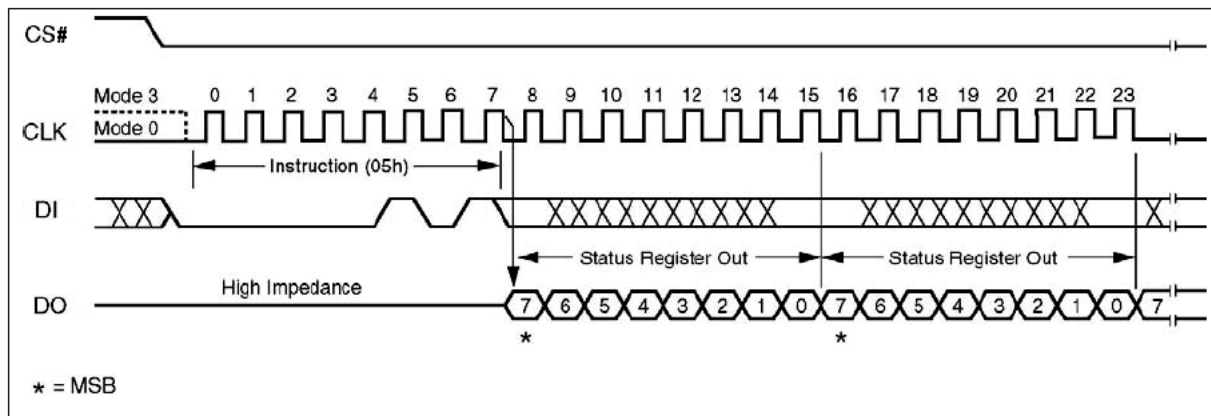 CS#
Mode 3 0 1 2 3 4 5 6 7 8 9 10 11 12 13 14 15 16 17 18 19 20 21 22 23
CLK Mode 0
Instruction (05h)
DI
Status Register Out Status Register Out
High Impedance
DO 7 6 5 4 3 2 1 0 7 6 5 4 3 2 1 0 7
* *
* = MSB